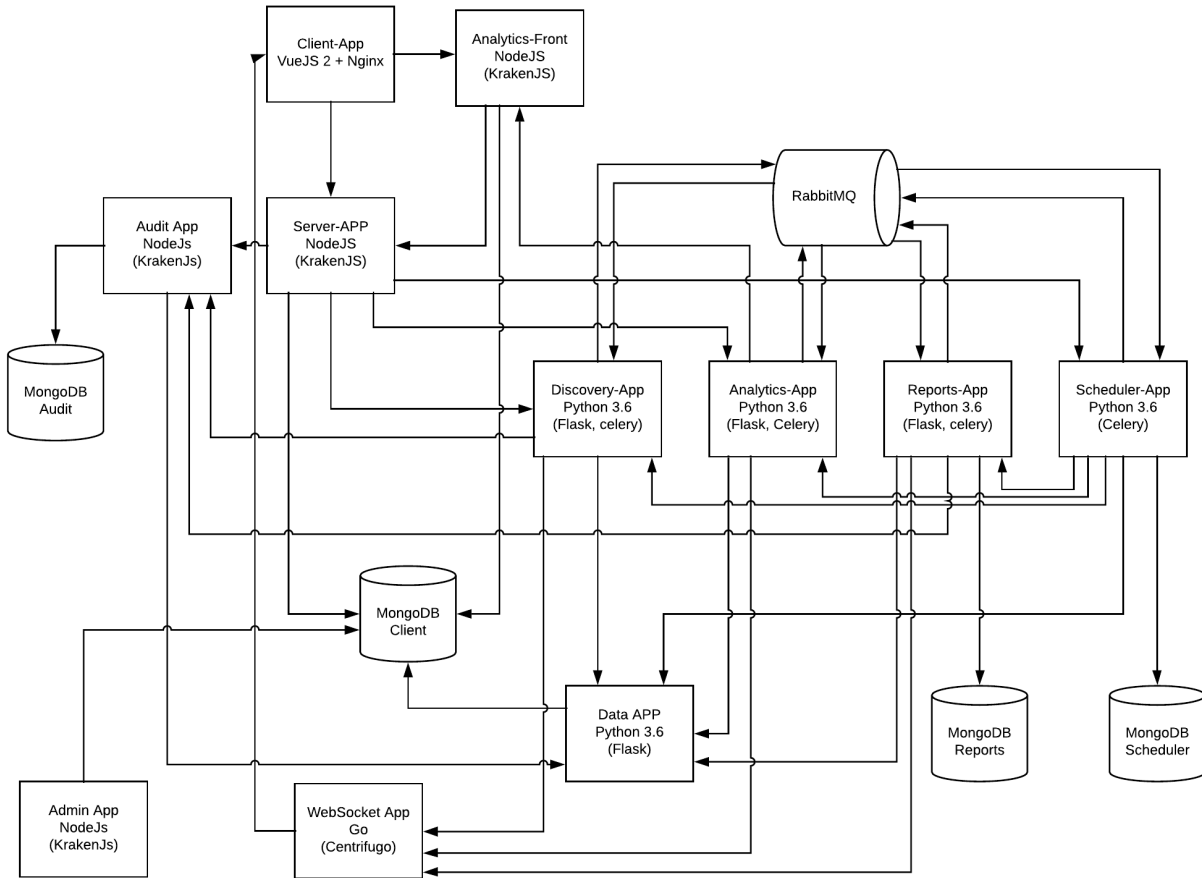 Client-App
VueJS 2 + Nginx
Analytics-Front
NodeJS
(KrakenJS)
RabbitMQ
Audit App
NodeJs
(KrakenJs)
Server-APP
NodeJS
(KrakenJS)
MongoDB
Audit
Discovery-App
Python 3.6
(Flask, celery)
Analytics-App
Python 3.6
(Flask, Celery)
Reports-App
Python 3.6
(Flask, celery)
Scheduler-App
Python 3.6
(Celery)
MongoDB
Client
Data APP
Python 3.6
(Flask)
MongoDB
Reports
MongoDB
Scheduler
Admin App
NodeJs
(KrakenJs)
WebSocket App
Go
(Centrifugo)